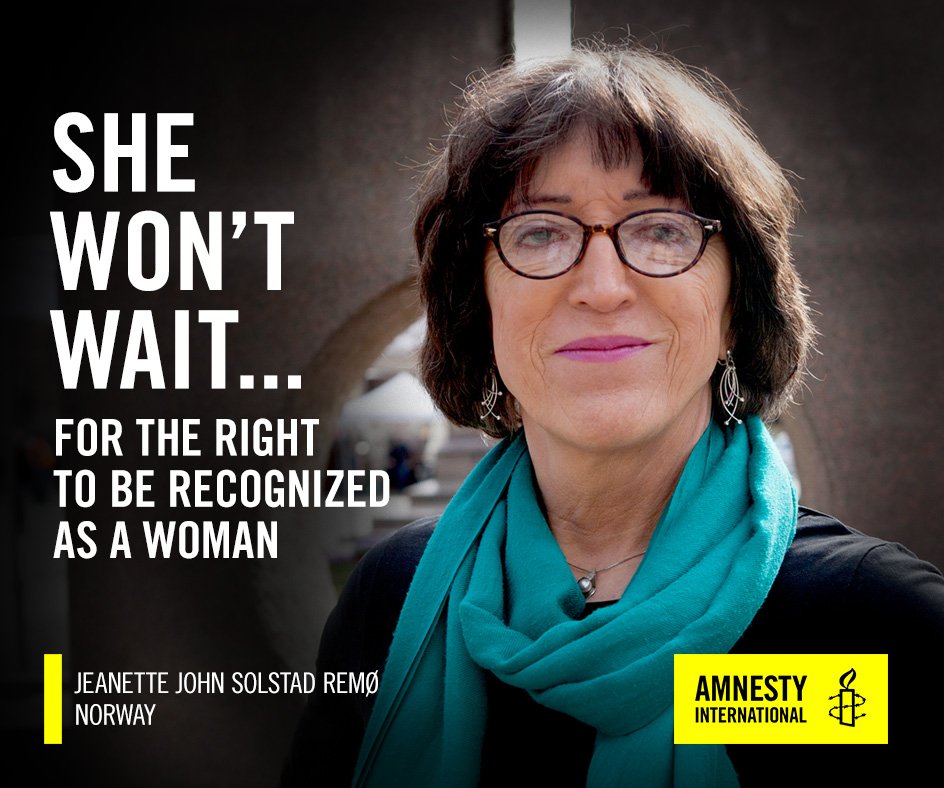 SHE
WON'T
WAIT...
FOR THE RIGHT
TO BE RECOGNIZED
AS A WOMAN
JEANETTE JOHN SOLSTAD REMØ
NORWAY
AMNESTY
INTERNATIONAL